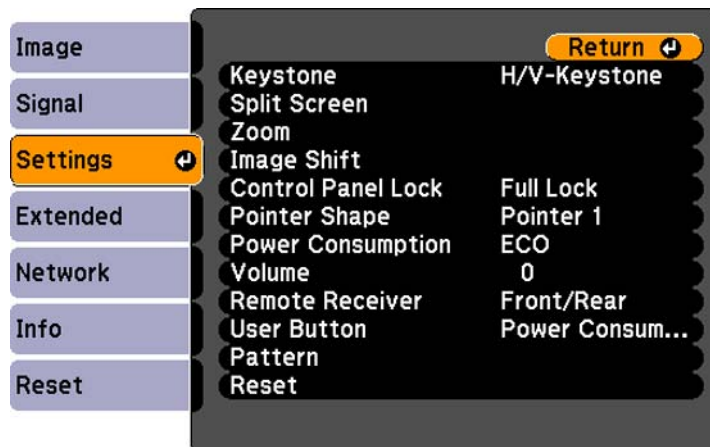 Image
Signal
Settings
Extended
Network
Info
Reset
Return
Keystone H/V-Keystone
Split Screen
Zoom
Image Shift
Control Panel Lock Full Lock
Pointer Shape Pointer 1
Power Consumption ECO
Volume 0
Remote Receiver Front/Rear
User Button Power Consum...
Pattern
Reset